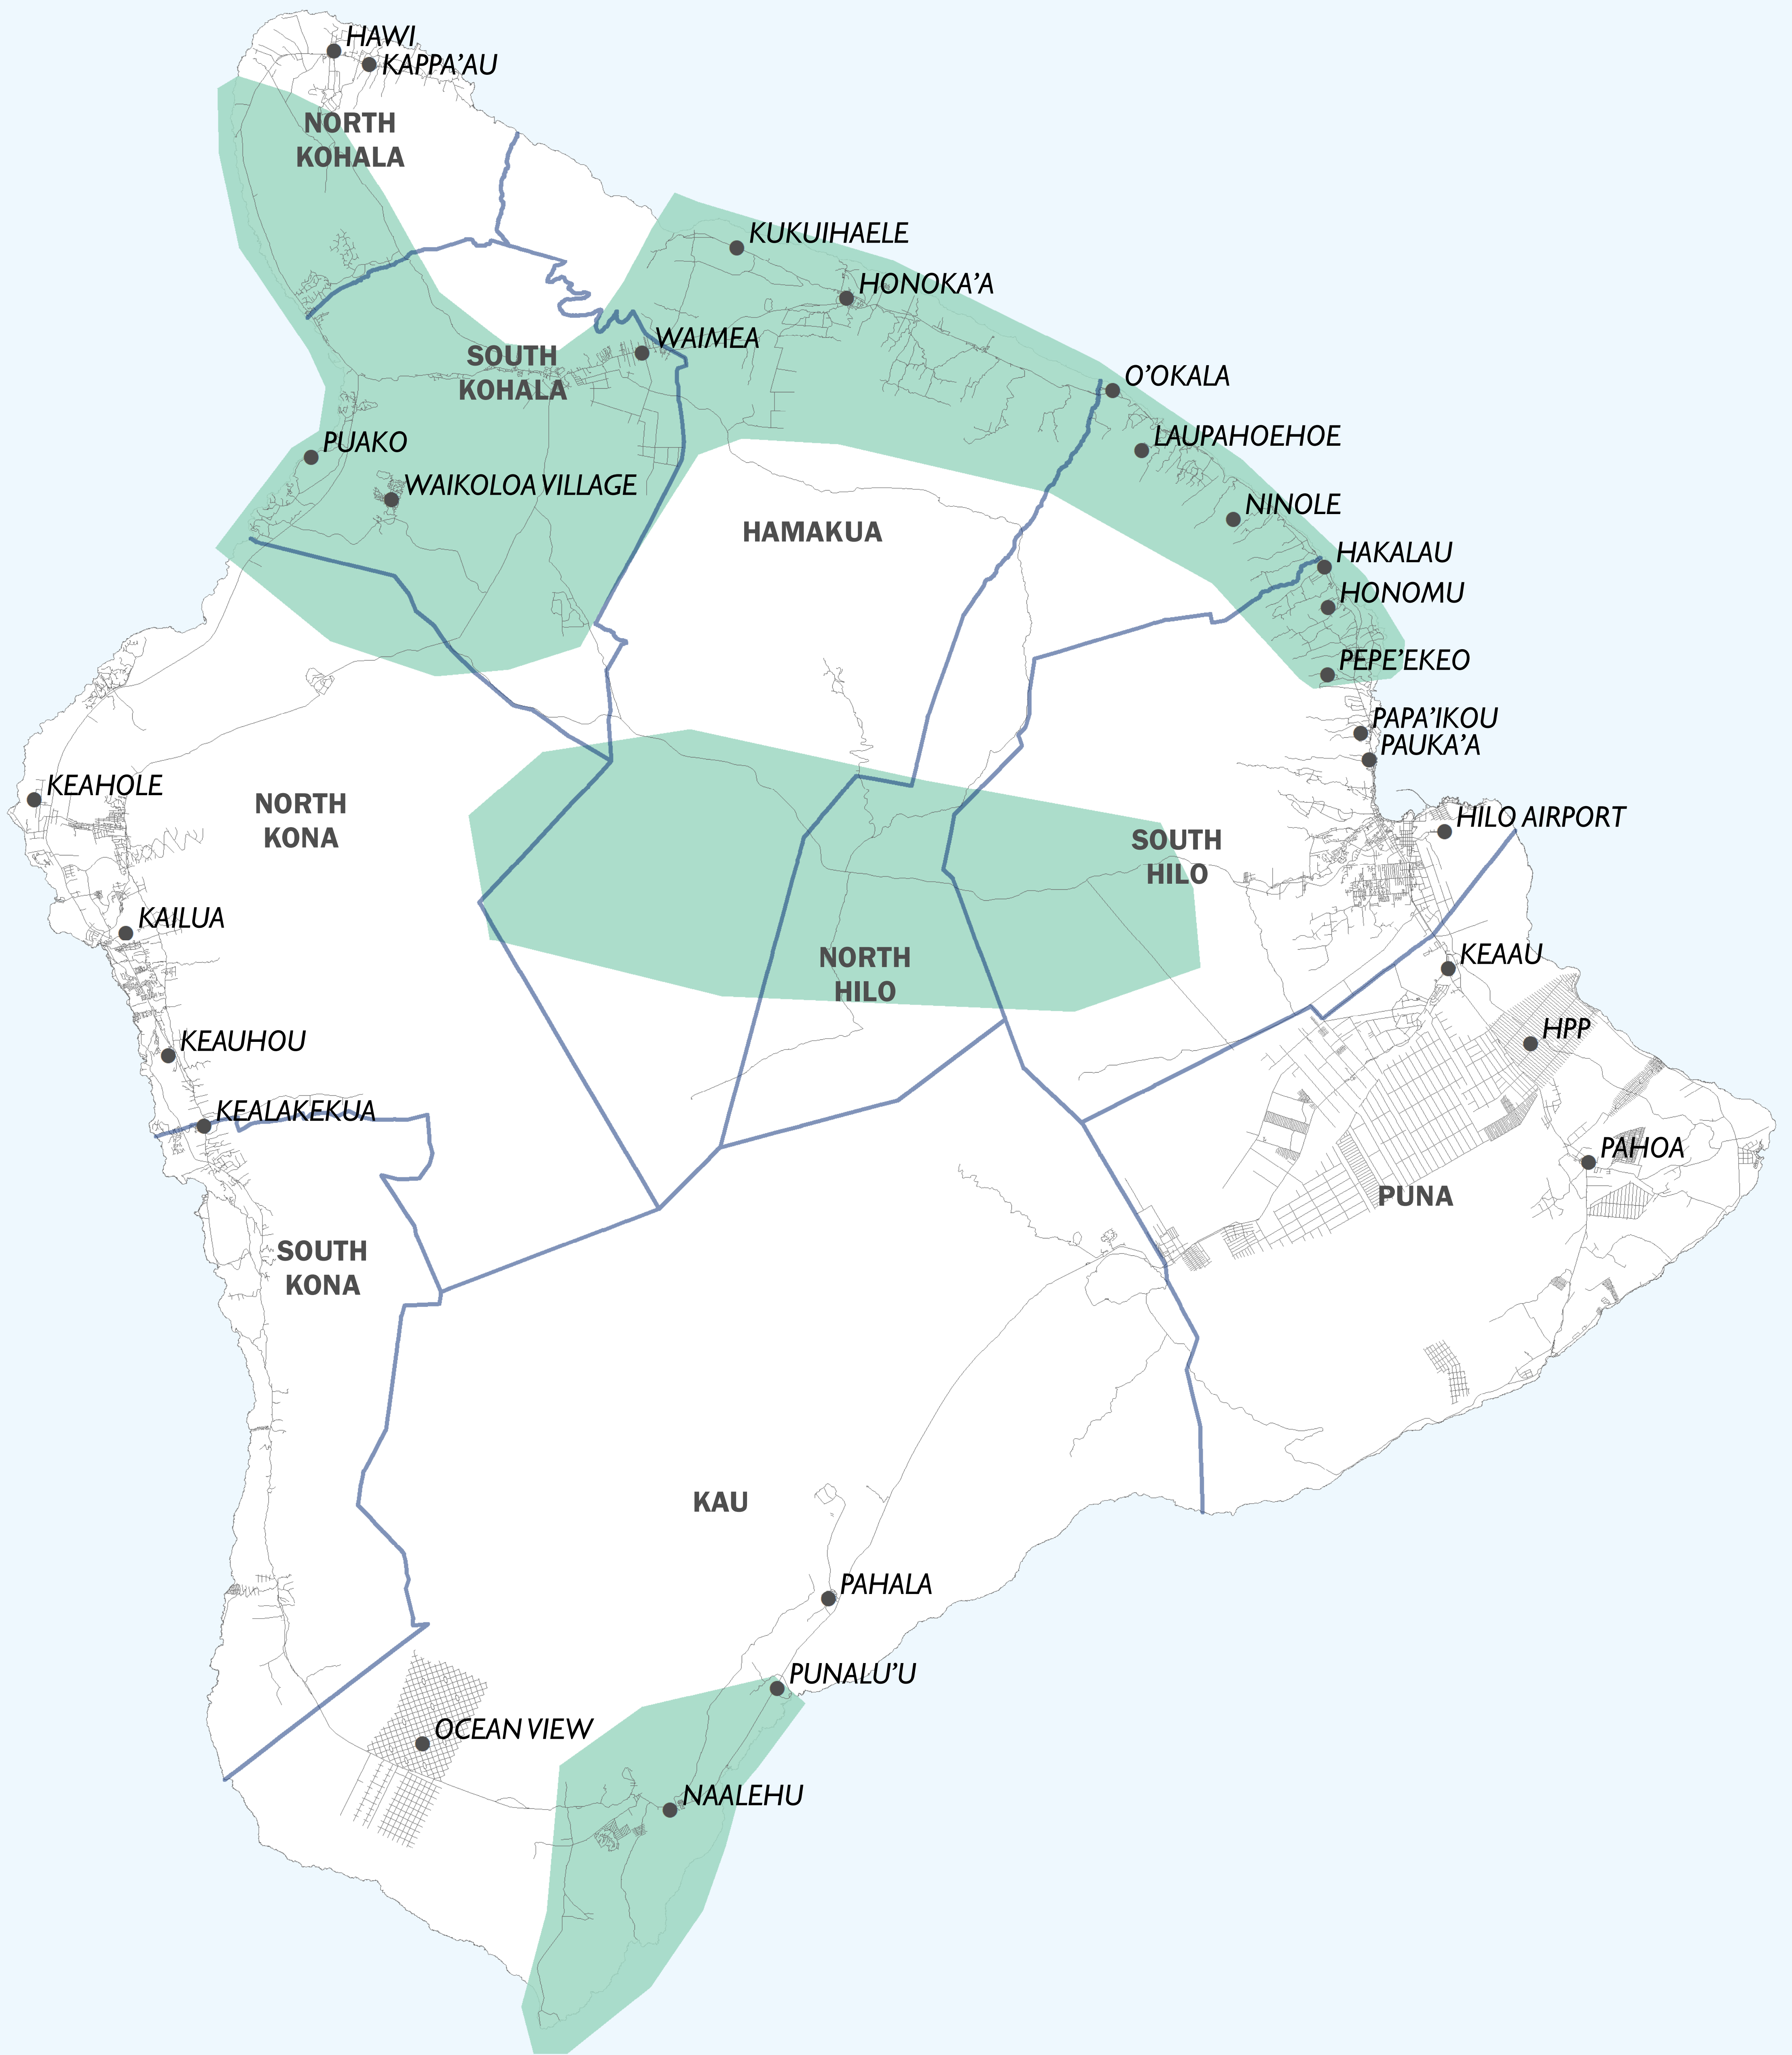 HAWI
KAPPA’AU
NORTH
KOHALA
KUKUIHAELE
HONOKA’A
WAIMEA
SOUTH
KOHALA
O’OKALA
LAUPAHOEHOE
PUAKO
WAIKOLOA VILLAGE
NINOLE
HAMAKUA
HAKALAU
HONOMU
PEPE’EKEO
PAPA’IKOU
PAUKA’A
KEAHOLE
NORTH
KONA
HILO AIRPORT
SOUTH
HILO
KAILUA
KEAAU
NORTH
HILO
HPP
KEAUHOU
KEALAKEKUA
PAHOA
PUNA
SOUTH
KONA
KAU
PAHALA
PUNALU’U
OCEAN VIEW
NAALEHU